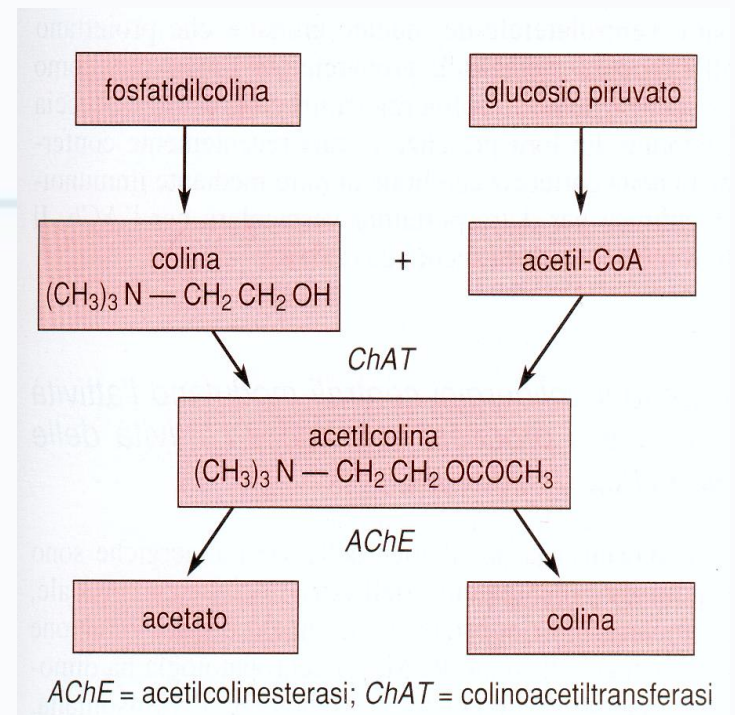 fosfatidilcolina
glucosio piruvato
colina
(CH₃)₃ N — CH₂ CH₂ OH
+
acetil-CoA
ChAT
acetilcolina
(CH₃)₃ N — CH₂ CH₂ OCOCH₃
AChE
acetato
colina
AChE = acetilcolinesterasi; ChAT = colinoacetiltransferasi